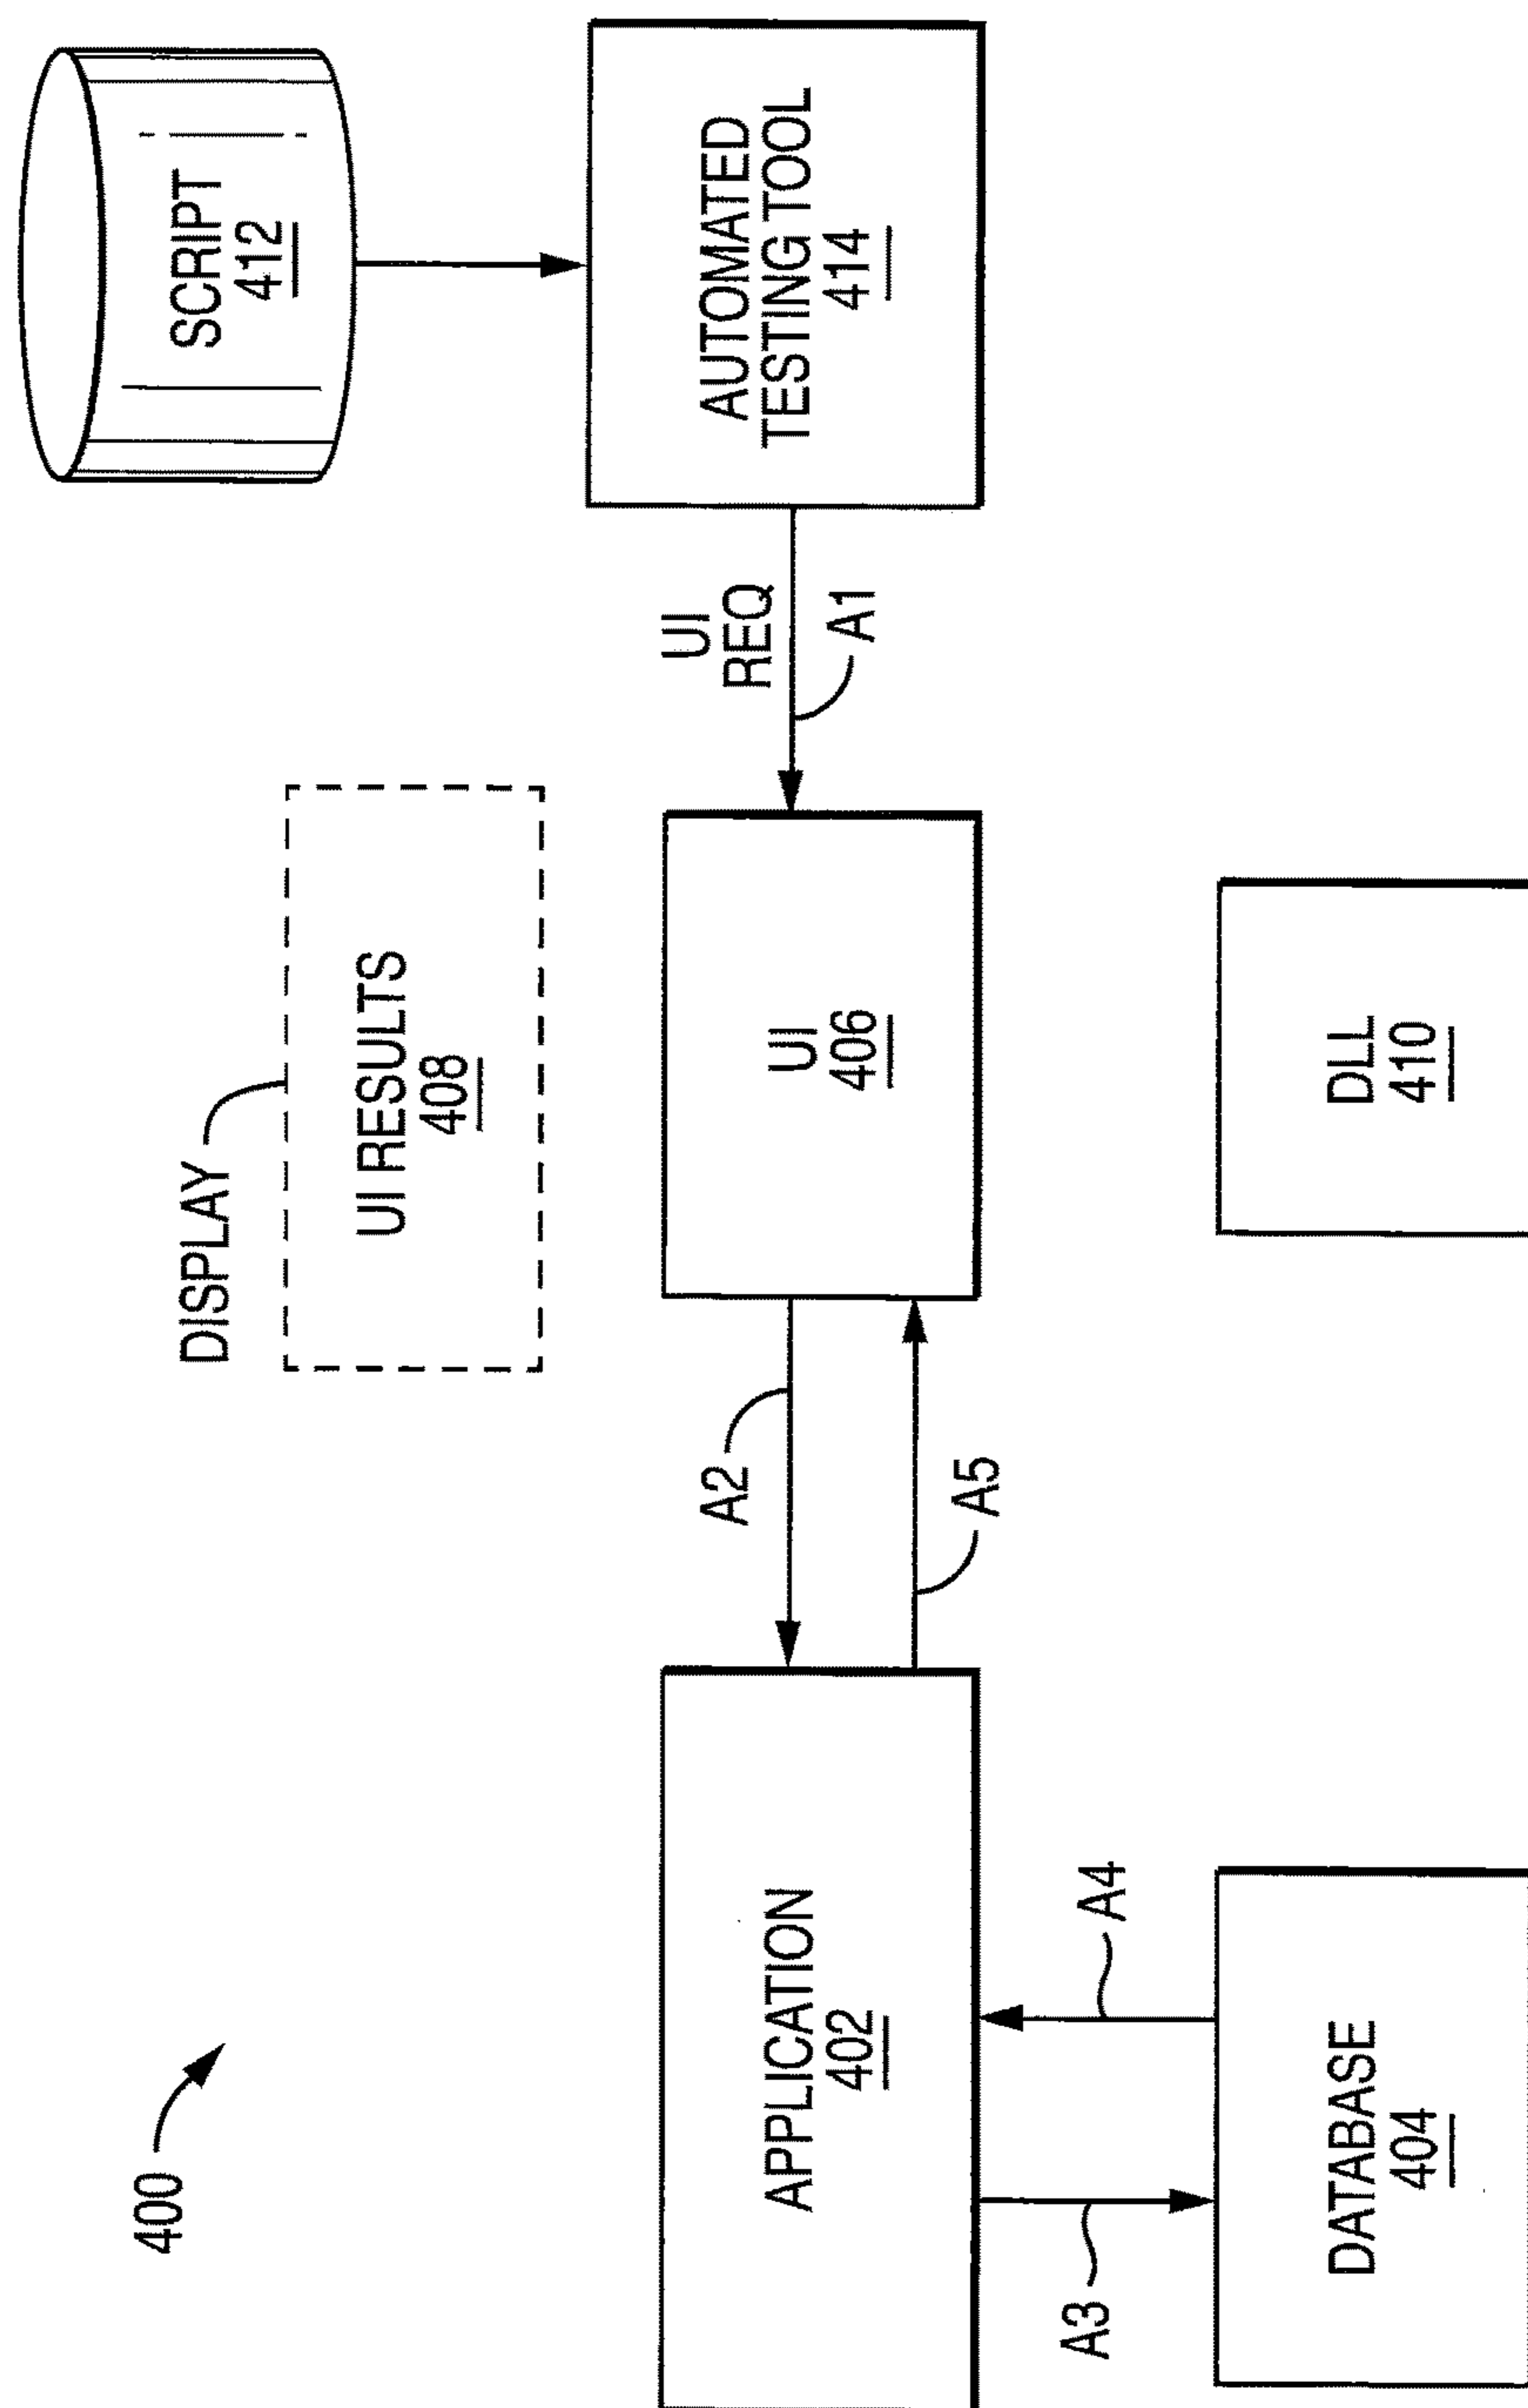 400
DISPLAY
SCRIPT
412
UI RESULTS
408
A2
UI
REQ
APPLICATION
402
UI
406
AUTOMATED
TESTING TOOL
414
A1
A5
A3
A4
DATABASE
404
DLL
410